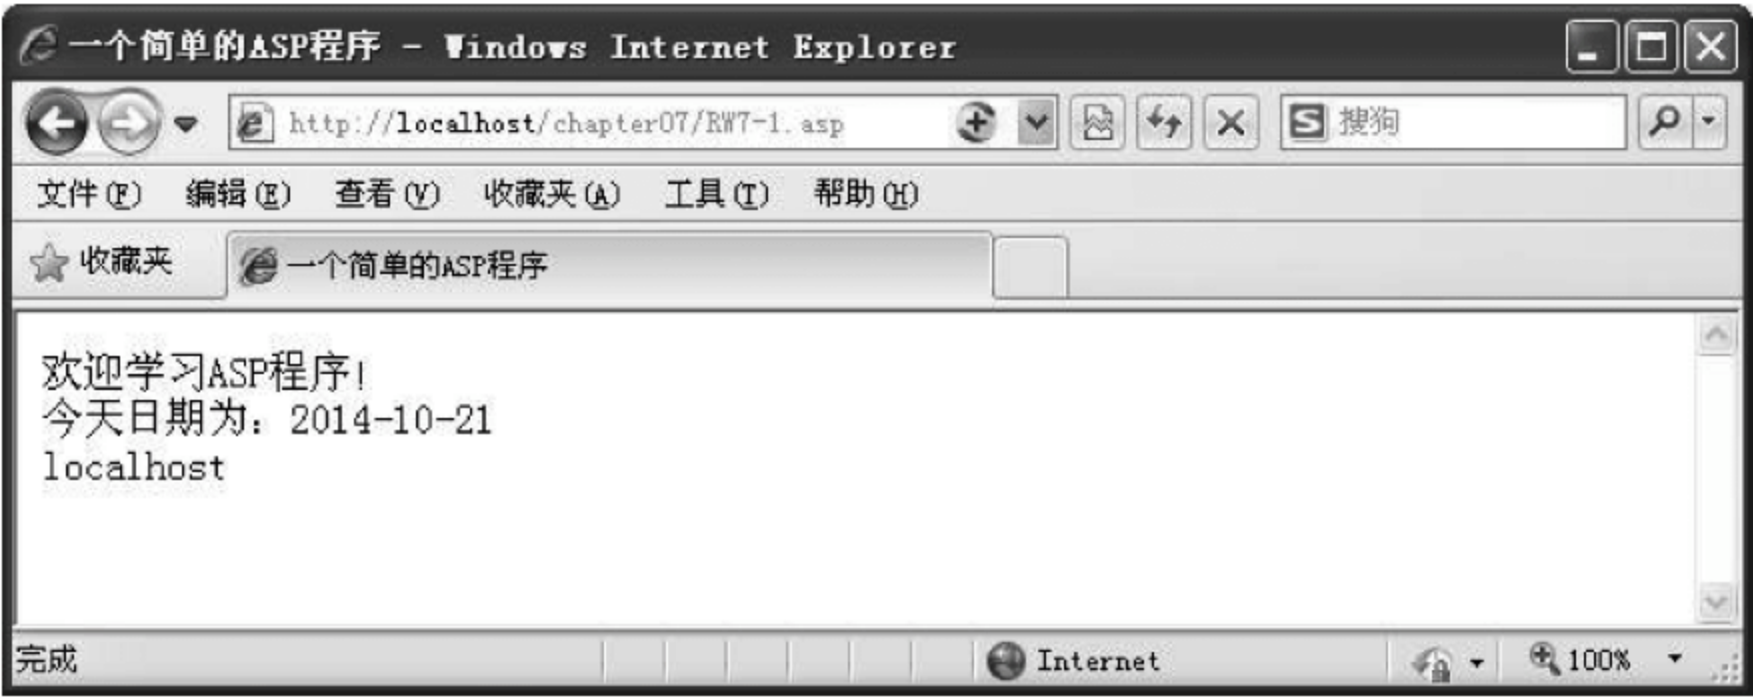 一个简单的ASP程序 - Windows Internet Explorer
http://localhost/chapter07/RW7-1.asp
搜狗
文件(F) 编辑(E) 查看(V) 收藏夹(A) 工具(T) 帮助(H)
收藏夹 一个简单的ASP程序
欢迎学习ASP程序!
今天日期为：2014-10-21
localhost
完成 Internet 100%